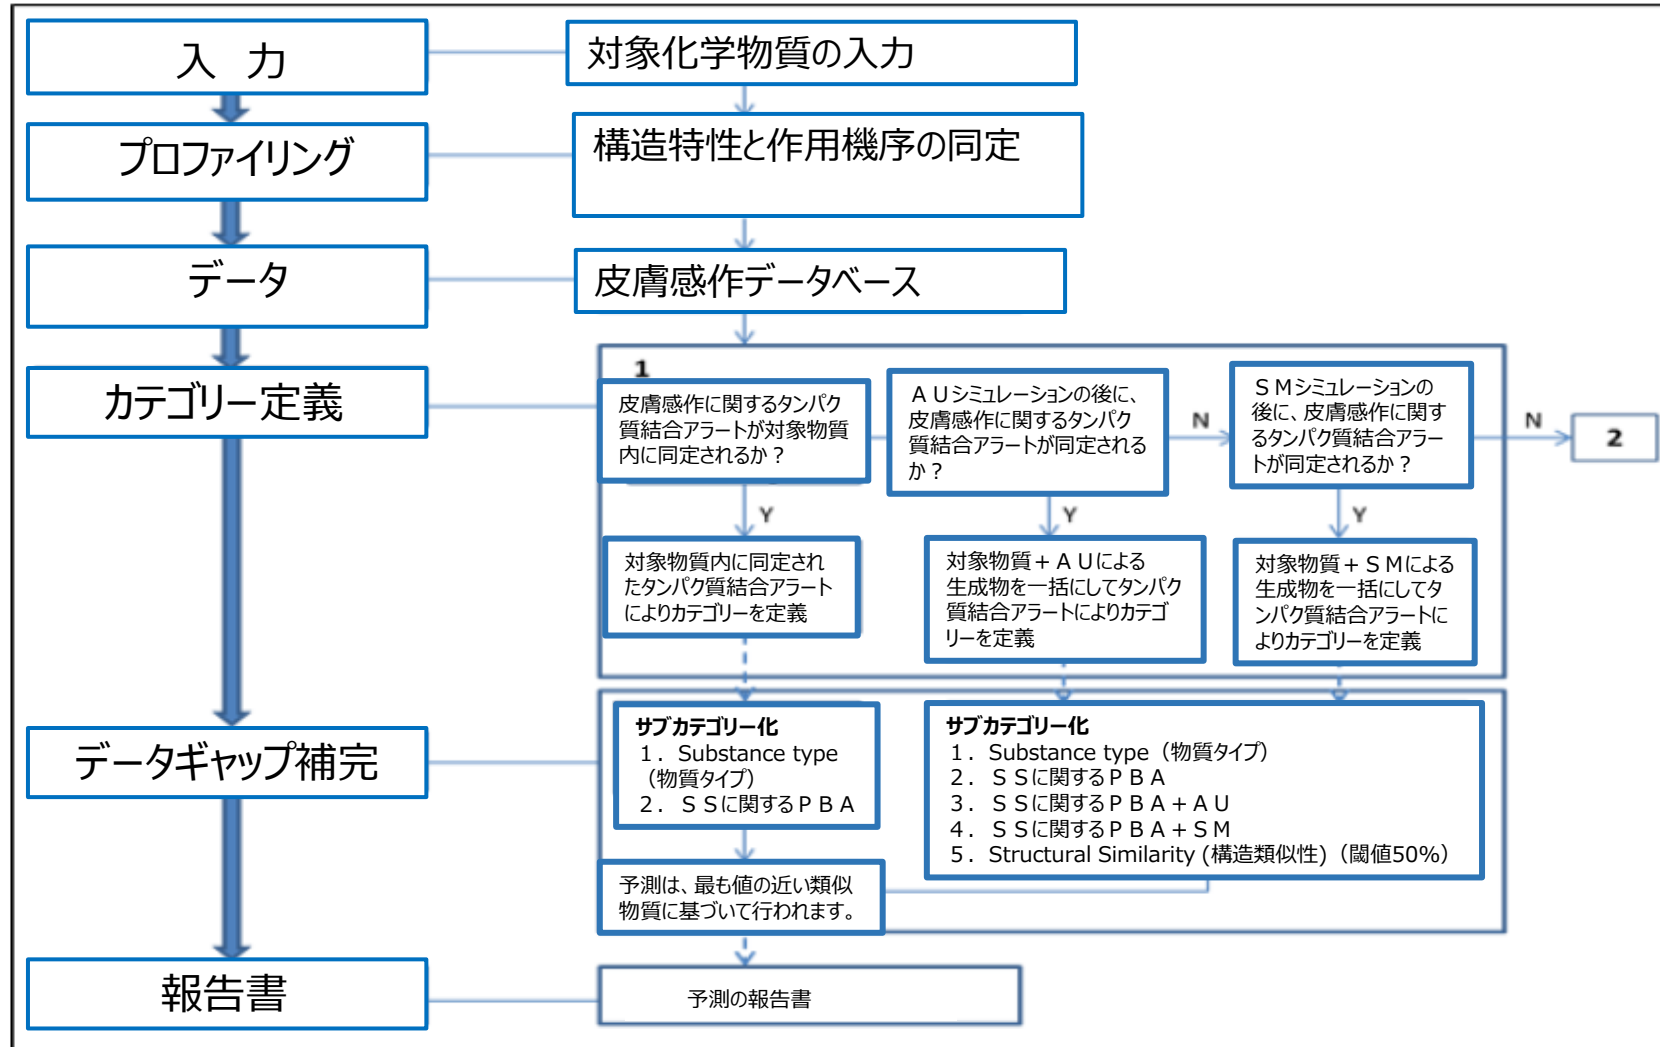 入 力
対象化学物質の入力
プロファイリング
構造特性と作用機序の同定
データ
皮膚感作データベース
カテゴリー定義
1
皮膚感作に関するタンパク
質結合アラートが対象物質
内に同定されるか？
ＡＵシミュレーションの後に、
皮膚感作に関するタンパク
質結合アラートが同定される
か？
N
ＳＭシミュレーションの
後に、皮膚感作に関す
るタンパク質結合アラー
トが同定されるか？
N
2
Y
Y
Y
対象物質内に同定され
たタンパク質結合アラート
によりカテゴリーを定義
対象物質＋ＡＵによる
生成物を一括にしてタンパク
質結合アラートによりカテゴ
リーを定義
対象物質＋ＳＭによる
生成物を一括にしてタ
ンパク質結合アラートに
よりカテゴリーを定義
データギャップ補完
サブカテゴリー化
１．Substance type
（物質タイプ）
２．ＳＳに関するＰＢＡ
サブカテゴリー化
１．Substance type（物質タイプ）
２．ＳＳに関するＰＢＡ
３．ＳＳに関するＰＢＡ＋ＡＵ
４．ＳＳに関するＰＢＡ＋ＳＭ
５．Structural Similarity (構造類似性)（閾値50%）
予測は、最も値の近い類似
物質に基づいて行われます。
報告書
予測の報告書